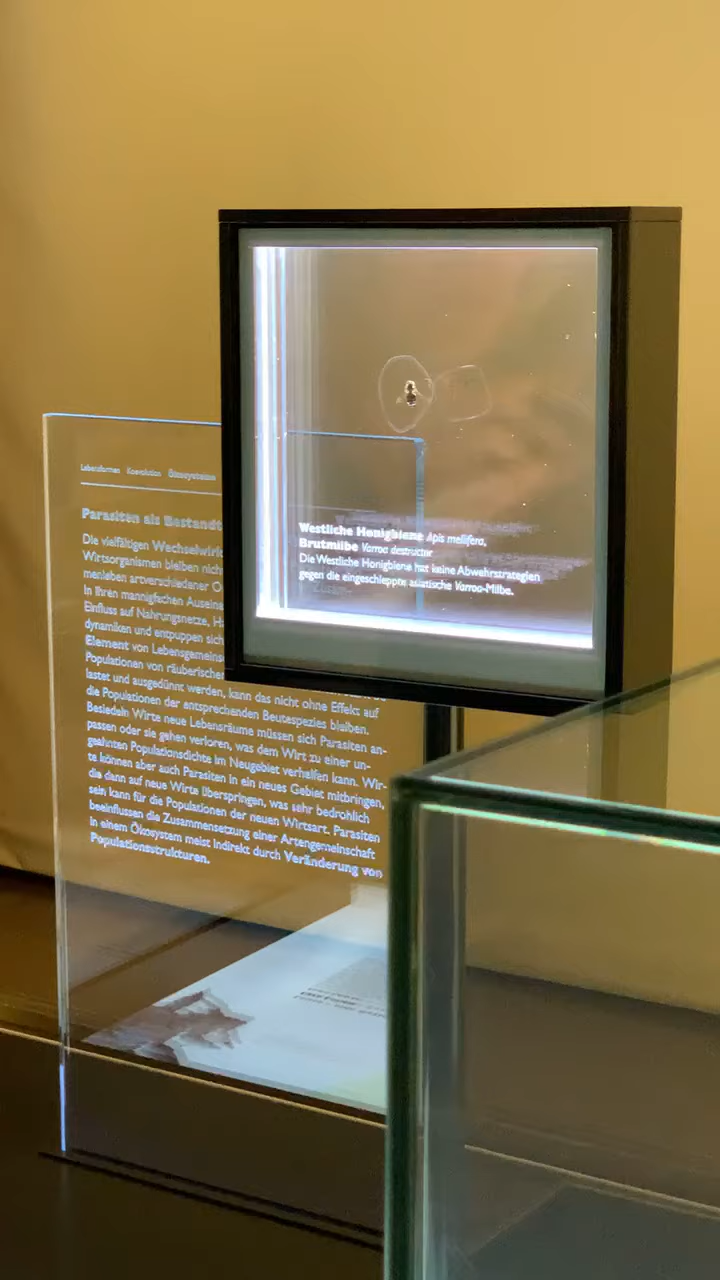 Lebensformen Koevolution Ökosysteme
Parasiten als Bestandt
Die vielfältigen Wechselwirk
Wirtsorganismen bleiben nich
menleben artverschiedener O
In ihren mannigfachen Auseina
Einfluss auf Nahrungsnetze, H
dynamiken und entpuppen sich
Element von Lebensgemeins
Populationen von räuberischen
lastet und ausgedünnt werden, kann das nicht ohne Effekt auf
die Populationen der entsprechenden Beutespezies bleiben.
Besiedeln Wirte neue Lebensräume müssen sich Parasiten an-
passen oder sie gehen verloren, was dem Wirt zu einer un-
geahnten Populationsdichte im Neugebiet verhelfen kann. Wir-
te können aber auch Parasiten in ein neues Gebiet mitbringen,
die dann auf neue Wirte überspringen, was sehr bedrohlich
sein kann für die Populationen der neuen Wirtsart. Parasiten
beeinflussen die Zusammensetzung einer Artengemeinschaft
in einem Ökosystem meist indirekt durch Veränderung von
Populationsstrukturen.
Westliche Honigbiene Apis mellifera,
Brutmilbe Varroa destructor
Die Westliche Honigbiene hat keine Abwehrstrategien
gegen die eingeschleppte asiatische Varroa-Milbe.